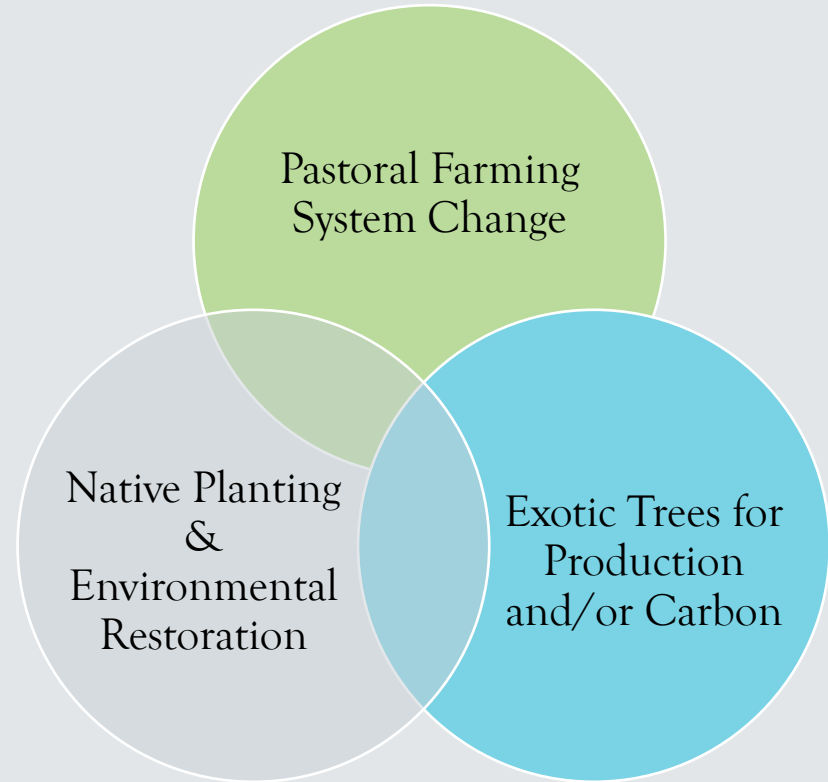 Pastoral Farming
System Change
Native Planting
&
Environmental
Restoration
Exotic Trees for
Production
and/or Carbon